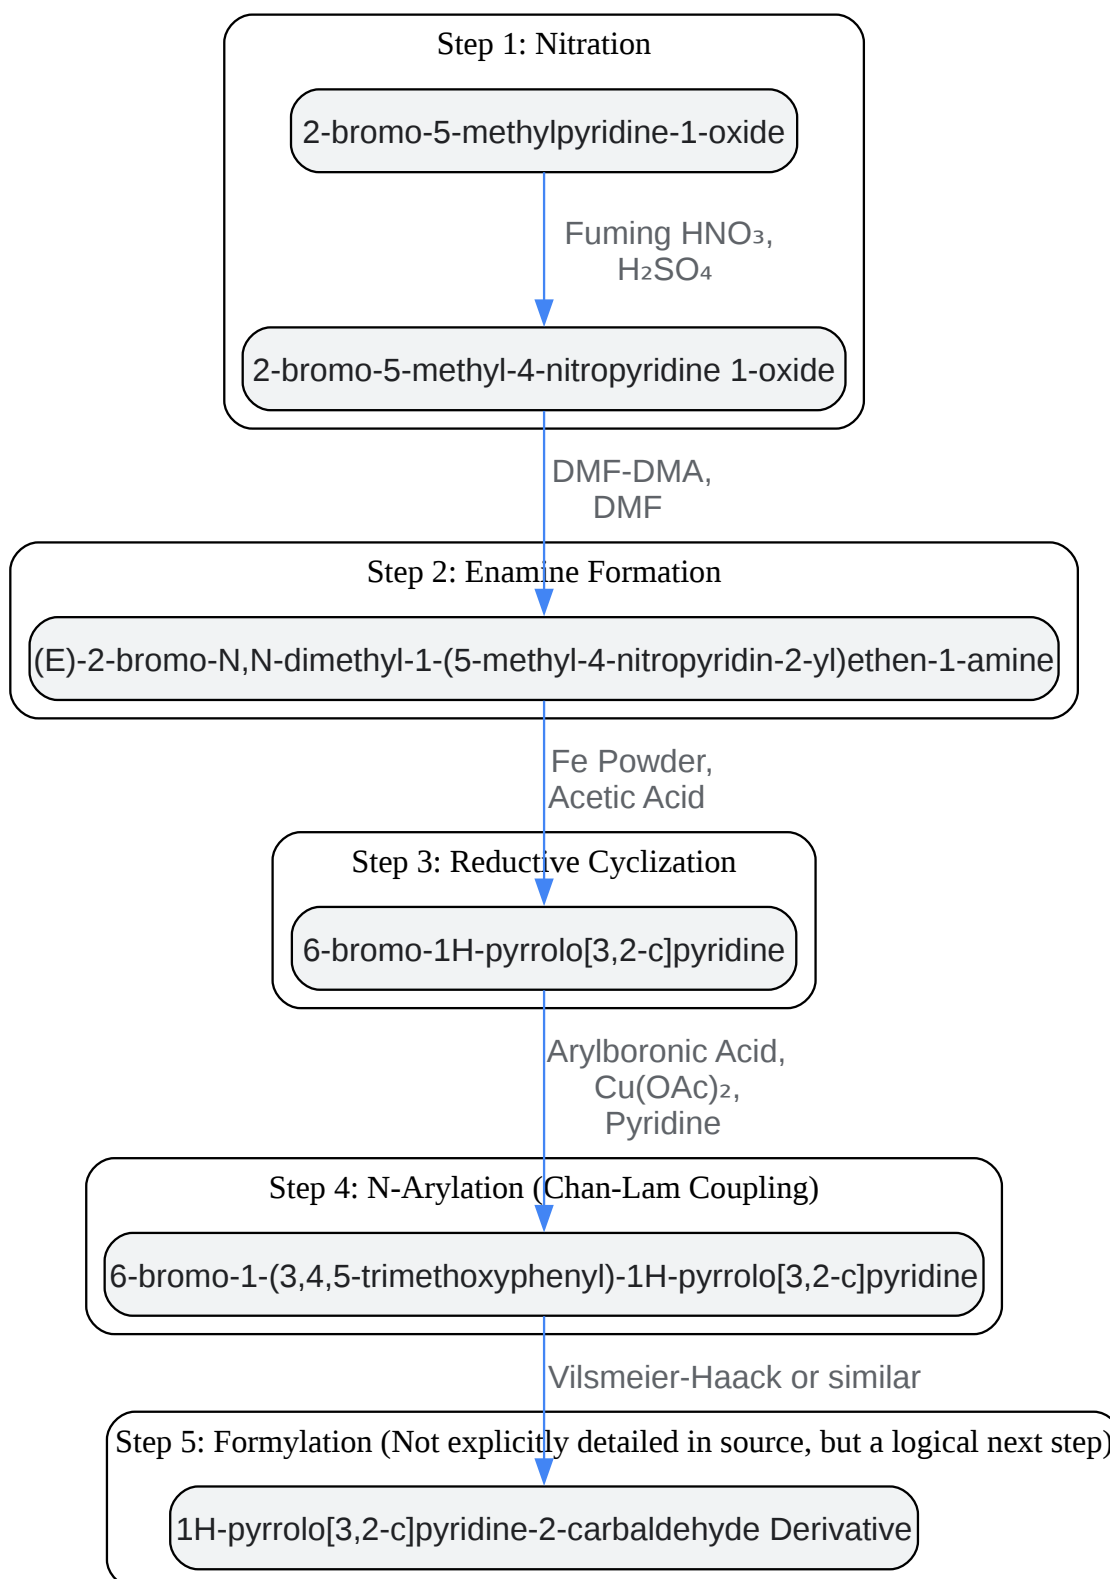 Step 1: Nitration
2-bromo-5-methylpyridine-1-oxide
Fuming HNO₃,
H₂SO₄
2-bromo-5-methyl-4-nitropyridine 1-oxide
DMF-DMA,
DMF
Step 2: Enamine Formation
(E)-2-bromo-N,N-dimethyl-1-(5-methyl-4-nitropyridin-2-yl)ethen-1-amine
Fe Powder,
Acetic Acid
Step 3: Reductive Cyclization
6-bromo-1H-pyrrolo[3,2-c]pyridine
Arylboronic Acid,
Cu(OAc)₂,
Pyridine
Step 4: N-Arylation (Chan-Lam Coupling)
6-bromo-1-(3,4,5-trimethoxyphenyl)-1H-pyrrolo[3,2-c]pyridine
Vilsmeier-Haack or similar
Step 5: Formylation (Not explicitly detailed in source, but a logical next step)
1H-pyrrolo[3,2-c]pyridine-2-carbaldehyde Derivative